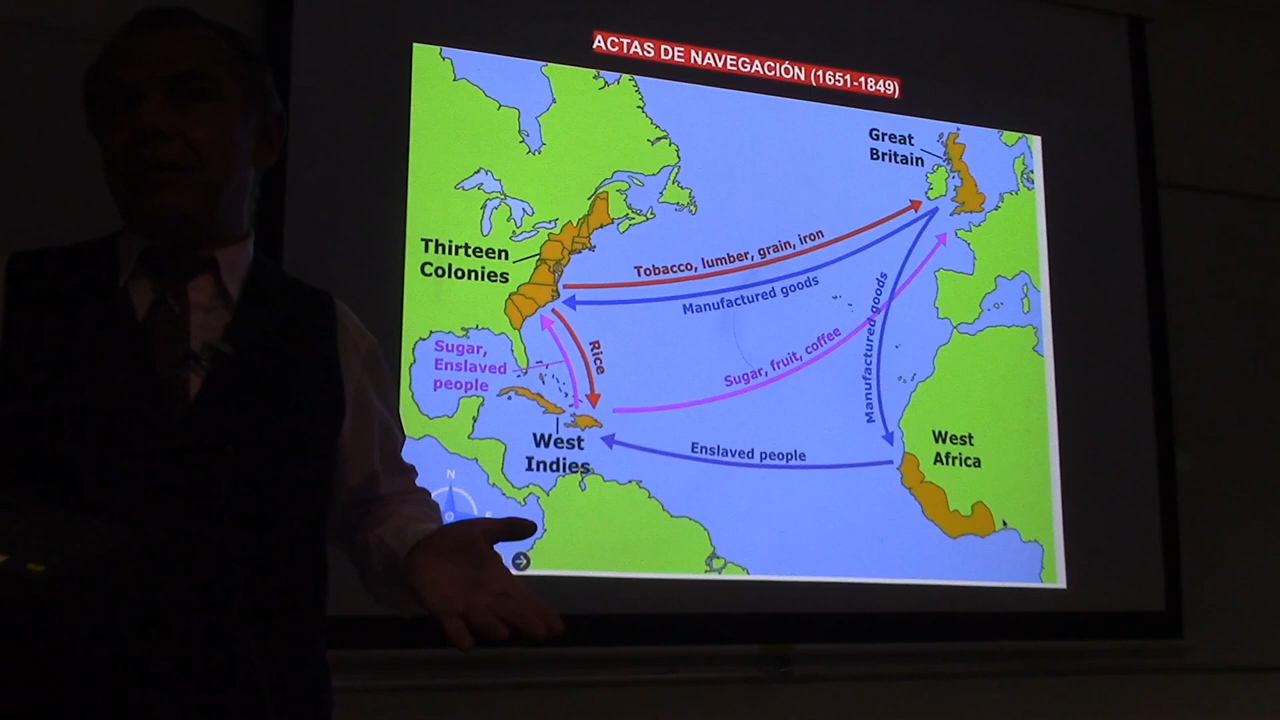 ACTAS DE NAVEGACIÓN (1651-1849)
Great
Britain
Thirteen
Colonies
Tobacco, lumber, grain, iron
Manufactured goods
Manufactured goods
Sugar,
Enslaved
people
Rice
Sugar, fruit, coffee
West
Indies
Enslaved people
West
Africa
N
E